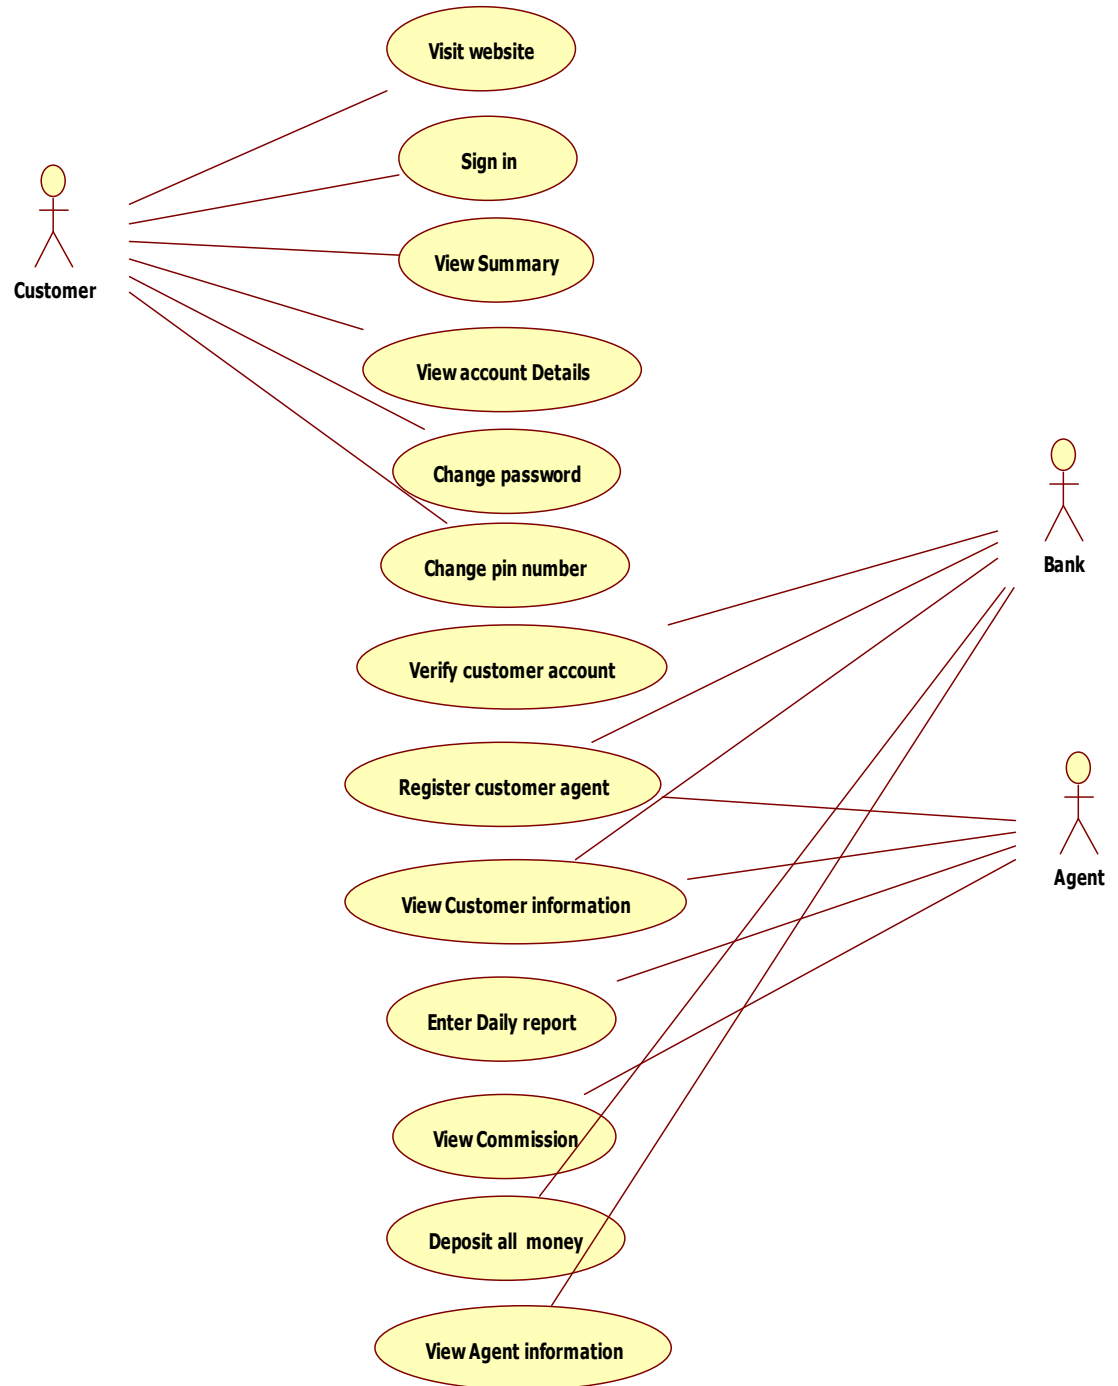 Visit website
Sign in
View Summary
Customer
View account Details
Change password
Change pin number
Bank
Verify customer account
Register customer agent
Agent
View Customer information
Enter Daily report
View Commission
Deposit all  money
View Agent information